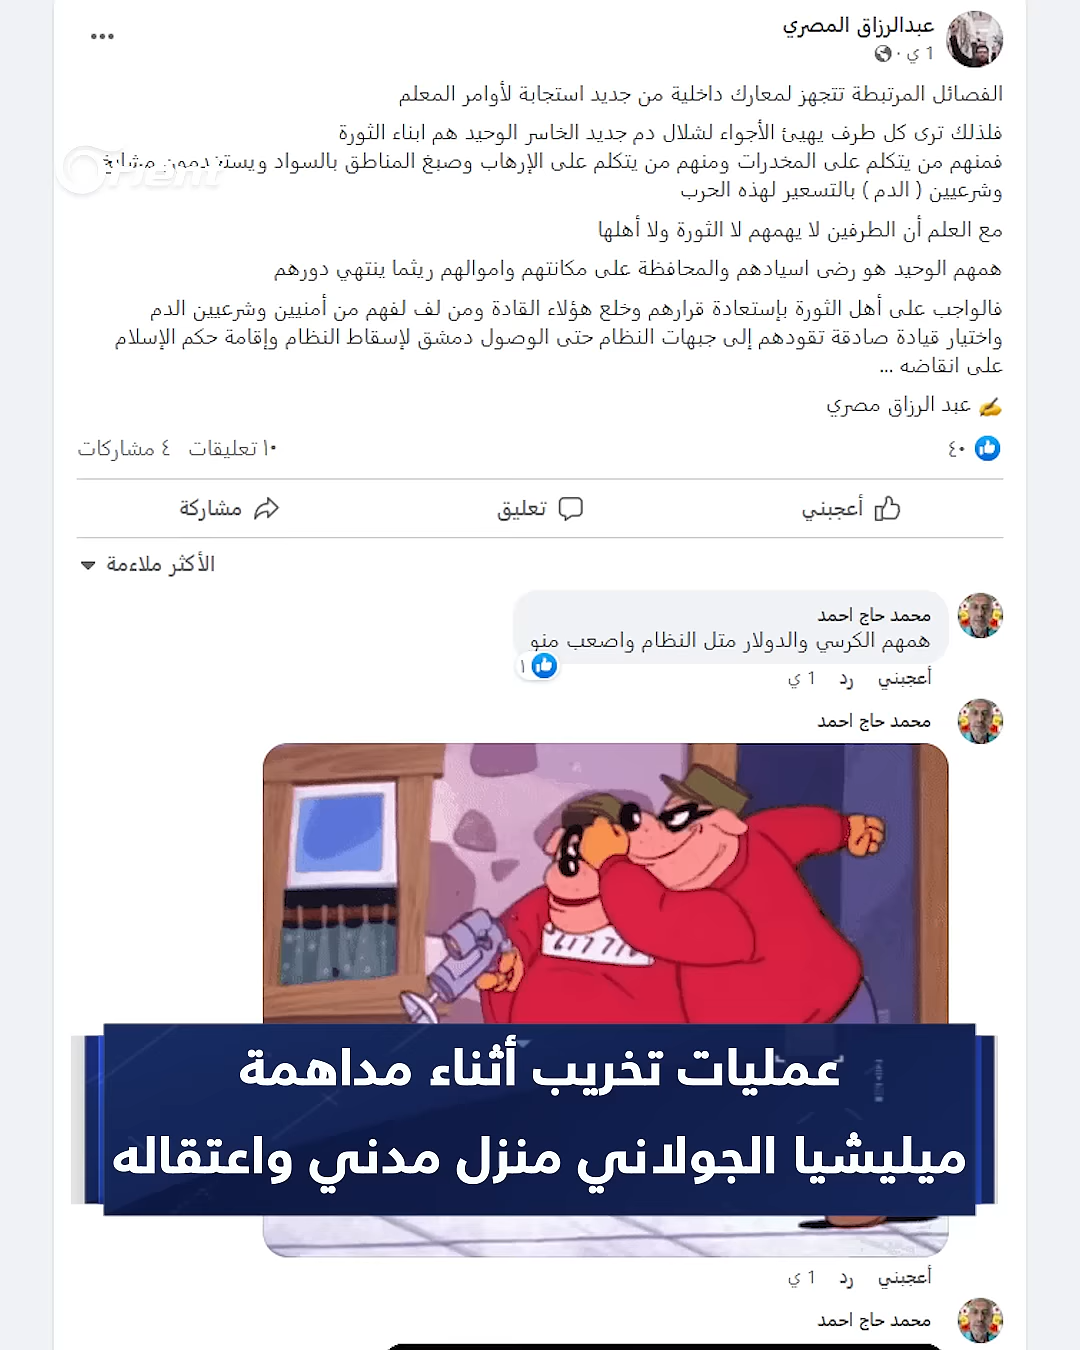 عبدالرزاق المصري
1 ي ·
الفصائل المرتبطة تتجهز لمعارك داخلية من جديد استجابة لأوامر المعلم
فلذلك ترى كل طرف يهيئ الأجواء لشلال دم جديد الخاسر الوحيد هم ابناء الثورة
فمنهم من يتكلم على المخدرات ومنهم من يتكلم على الإرهاب وصبغ المناطق بالسواد ويستخدمون مشايخ
وشرعيين ( الدم ) بالتسعير لهذه الحرب
مع العلم أن الطرفين لا يهمهم لا الثورة ولا أهلها
همهم الوحيد هو رضى اسيادهم والمحافظة على مكانتهم واموالهم ريثما ينتهي دورهم
فالواجب على أهل الثورة بإستعادة قرارهم وخلع هؤلاء القادة ومن لف لفهم من أمنيين وشرعيين الدم
واختيار قيادة صادقة تقودهم إلى جبهات النظام حتى الوصول دمشق لإسقاط النظام وإقامة حكم الإسلام
على انقاضه ...
✍️ عبد الرزاق مصري
٤٠
١٠ تعليقات ٤ مشاركات
أعجبني تعليق مشاركة
الأكثر ملاءمة
محمد حاج احمد
همهم الكرسي والدولار متل النظام واصعب منو
١
أعجبني رد 1 ي
محمد حاج احمد
عمليات تخريب أثناء مداهمة
ميليشيا الجولاني منزل مدني واعتقاله
أعجبني رد 1 ي
محمد حاج احمد
Orient